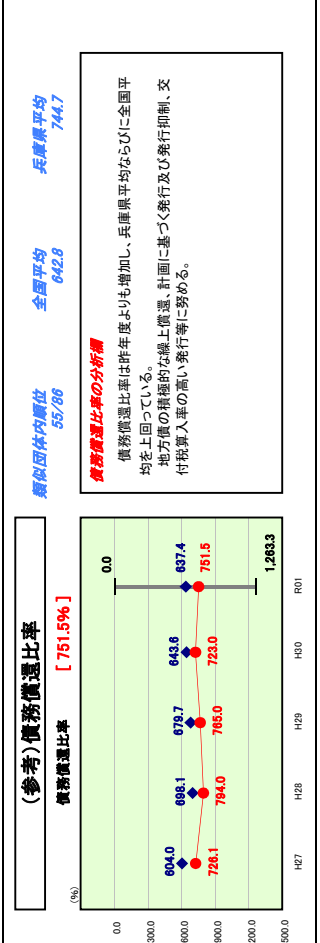 (参考)債務償還比率
債務償還比率 [ 751.5% ]
類似団体内順位 55/86
全国平均 642.8
兵庫県平均 744.7
(%)
0.0
300.0
600.0
900.0
200.0
500.0
604.0
698.1
679.7
643.6
637.4
726.1
794.0
765.0
723.0
751.5
0.0
1,263.3
H27 H28 H29 H30 R01
債務償還比率の分析欄
債務償還比率は昨年度よりも増加し、兵庫県平均ならびに全国平
均を上回っている。
地方債の積極的な繰上償還、計画に基づく発行及び発行抑制、交
付税算入率の高い発行等に努める。